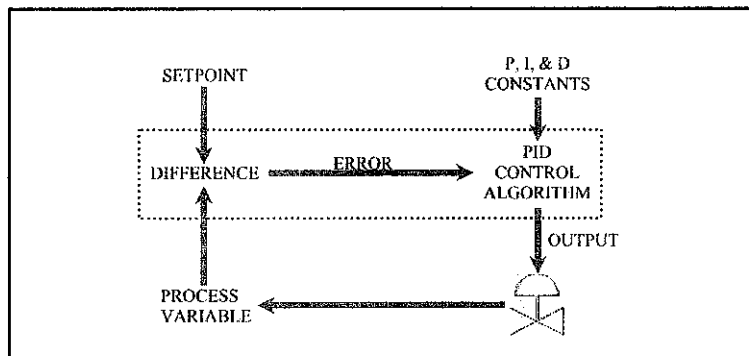 SETPOINT
P, I, & D
CONSTANTS
DIFFERENCE
ERROR
PID
CONTROL
ALGORITHM
OUTPUT
PROCESS
VARIABLE